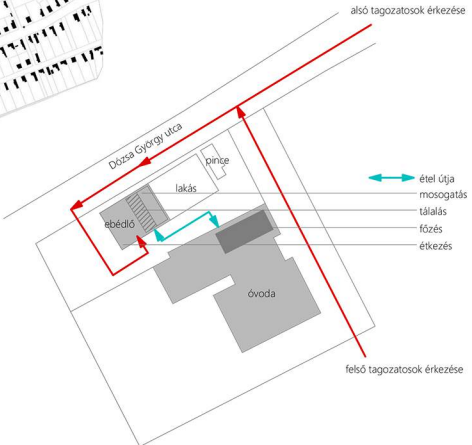 alsó tagozatosok érkezése
Dózsa György utca
pince
lakás
ebédlő
óvoda
étel útja
mosogatás
tálalás
főzés
étkezés
felső tagozatosok érkezése